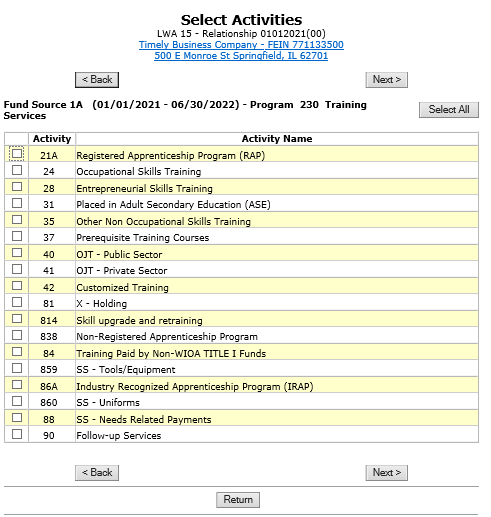 Select Activities
LWA 15 - Relationship 01012021(00)
Timely Business Company - FEIN 771133500
500 E Monroe St Springfield, IL 62701
< Back Next >
Fund Source 1A (01/01/2021 - 06/30/2022) - Program 230 Training
Services Select All
Activity Activity Name
21A Registered Apprenticeship Program (RAP)
24 Occupational Skills Training
28 Entrepreneurial Skills Training
31 Placed in Adult Secondary Education (ASE)
35 Other Non Occupational Skills Training
37 Prerequisite Training Courses
40 OJT - Public Sector
41 OJT - Private Sector
42 Customized Training
81 X - Holding
814 Skill upgrade and retraining
838 Non-Registered Apprenticeship Program
84 Training Paid by Non-WIOA TITLE I Funds
859 SS - Tools/Equipment
86A Industry Recognized Apprenticeship Program (IRAP)
860 SS - Uniforms
88 SS - Needs Related Payments
90 Follow-up Services
< Back Next >
Return